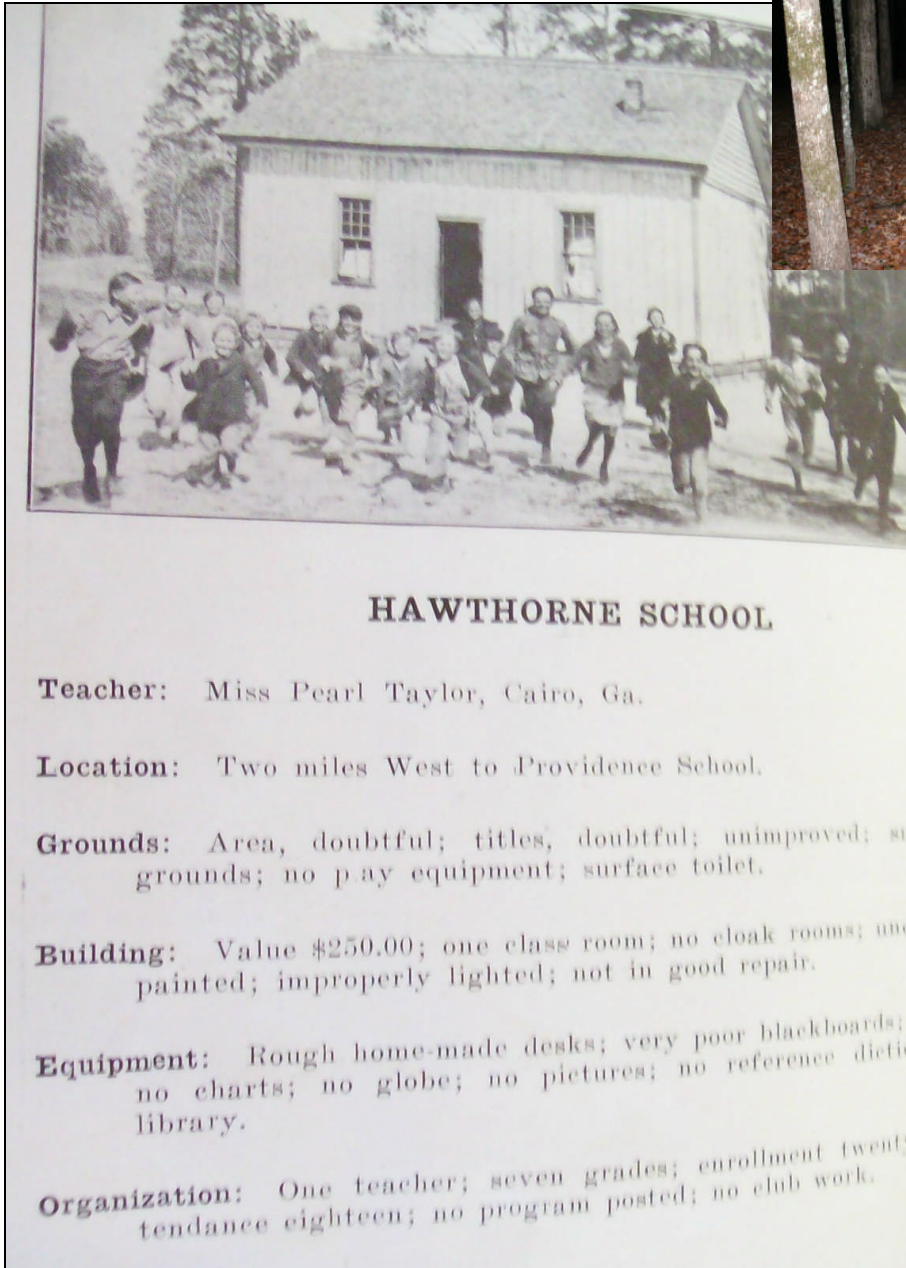 HAWTHORNE SCHOOL
Teacher: Miss Pearl Taylor, Cairo, Ga.
Location: Two miles West to Providence School.
Grounds: Area, doubtful; titles, doubtful; unimproved;
grounds; no p ay equipment; surface toilet.
Building: Value $250.00; one class room; no cloak rooms;
painted; improperly lighted; not in good repair.
Equipment: Rough home-made desks; very poor blackboards;
no charts; no globe; no pictures; no reference
library.
Organization: One teacher; seven grades; enrollment
tendance eighteen; no program posted; no club work.